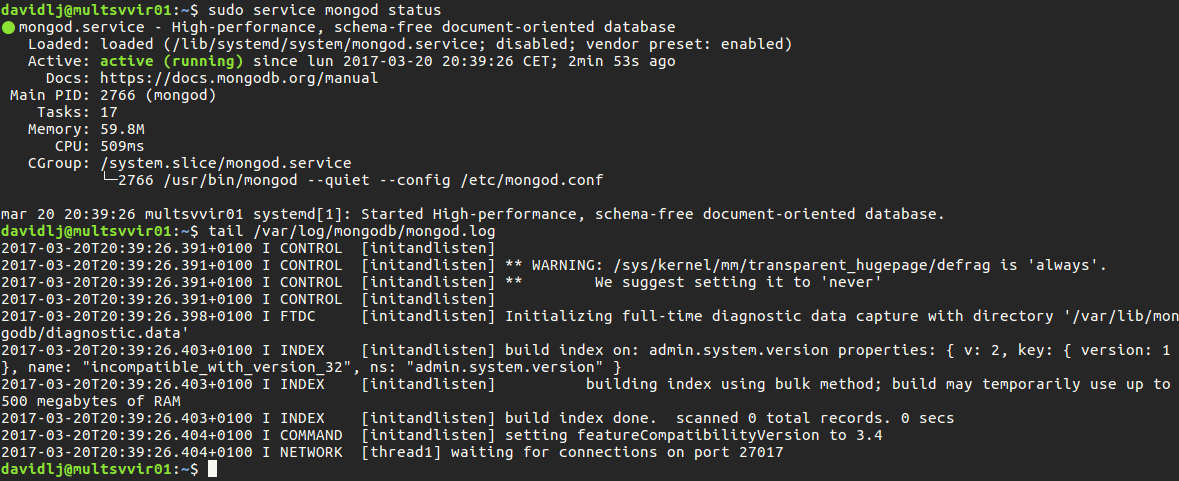 davidlj@multsvvir01:~$ sudo service mongod status
● mongod.service - High-performance, schema-free document-oriented database
   Loaded: loaded (/lib/systemd/system/mongod.service; disabled; vendor preset: enabled)
   Active: active (running) since lun 2017-03-20 20:39:26 CET; 2min 53s ago
     Docs: https://docs.mongodb.org/manual
 Main PID: 2766 (mongod)
    Tasks: 17
   Memory: 59.8M
      CPU: 509ms
   CGroup: /system.slice/mongod.service
           └─2766 /usr/bin/mongod --quiet --config /etc/mongod.conf

mar 20 20:39:26 multsvvir01 systemd[1]: Started High-performance, schema-free document-oriented database.
davidlj@multsvvir01:~$ tail /var/log/mongodb/mongod.log
2017-03-20T20:39:26.391+0100 I CONTROL  [initandlisten]
2017-03-20T20:39:26.391+0100 I CONTROL  [initandlisten] ** WARNING: /sys/kernel/mm/transparent_hugepage/defrag is 'always'.
2017-03-20T20:39:26.391+0100 I CONTROL  [initandlisten] **        We suggest setting it to 'never'
2017-03-20T20:39:26.391+0100 I CONTROL  [initandlisten]
2017-03-20T20:39:26.398+0100 I FTDC     [initandlisten] Initializing full-time diagnostic data capture with directory '/var/lib/mon
godb/diagnostic.data'
2017-03-20T20:39:26.403+0100 I INDEX    [initandlisten] build index on: admin.system.version properties: { v: 2, key: { version: 1
}, name: "incompatible_with_version_32", ns: "admin.system.version" }
2017-03-20T20:39:26.403+0100 I INDEX    [initandlisten]          building index using bulk method; build may temporarily use up to
500 megabytes of RAM
2017-03-20T20:39:26.403+0100 I INDEX    [initandlisten] build index done.  scanned 0 total records. 0 secs
2017-03-20T20:39:26.404+0100 I COMMAND  [initandlisten] setting featureCompatibilityVersion to 3.4
2017-03-20T20:39:26.404+0100 I NETWORK  [thread1] waiting for connections on port 27017
davidlj@multsvvir01:~$